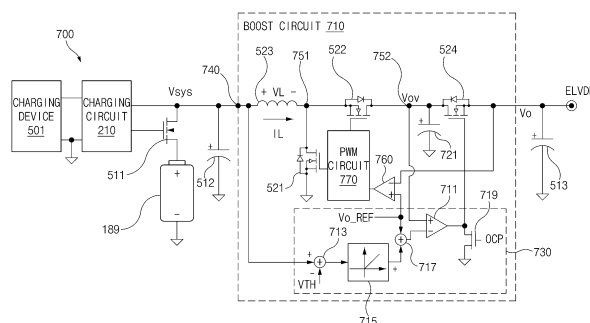 BOOST CIRCUIT 710
700
740
523
751
522
752
524
Vsys
+ VL -
Vov
ELVD
Vo
CHARGING
DEVICE
501
CHARGING
CIRCUIT
210
IL
PWM
CIRCUIT
770
760
721
511
512
521
513
711
719
189
Vo_REF
OCP
713
717
730
VTH
715